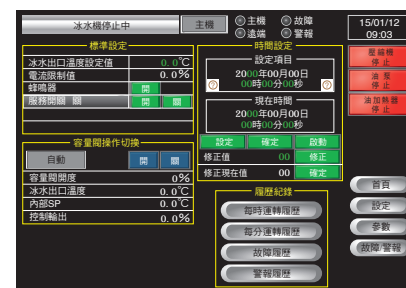 冰水機停止中
主機
主機
故障
遠端
警報
15/01/12
09:03
標準設定
冰水出口溫度設定值 0.0℃
電流限制值 0.0%
蜂鳴器 開
服務開關 關 開 關
容量閥操作切換
自動 開 關
容量閥開度 0%
冰水出口溫度 0.0℃
內部SP 0.0℃
控制輸出 0.0%
時間設定
設定項目
2000年00月00日
00時00分00秒
現在時間
2000年00月00日
00時00分00秒
設定 確定 啟動
修正值 00 修正
修正現在值 00 確定
履歷紀錄
每時運轉履歷
每分運轉履歷
故障履歷
警報履歷
壓縮機
停止
油泵
停止
油加熱器
停止
首頁
設定
參數
故障/警報